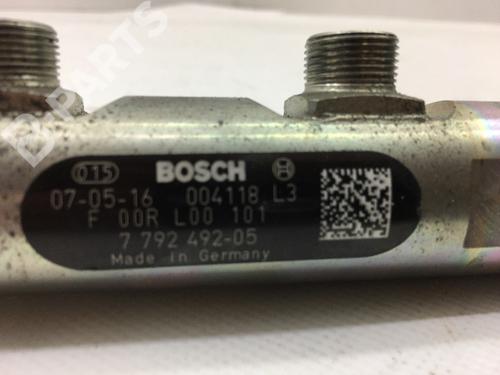 015 BOSCH
07-05-16 004118 L3
F 00R L00 101
7 792 492-05
Made in Germany
B-PARTS